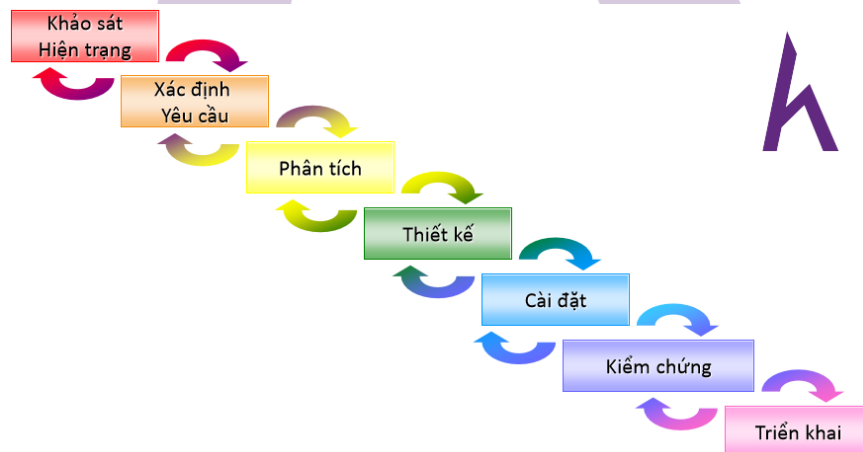 Khảo sát
Hiện trạng
Xác định
Yêu cầu
Phân tích
Thiết kế
Cài đặt
Kiểm chứng
Triển khai